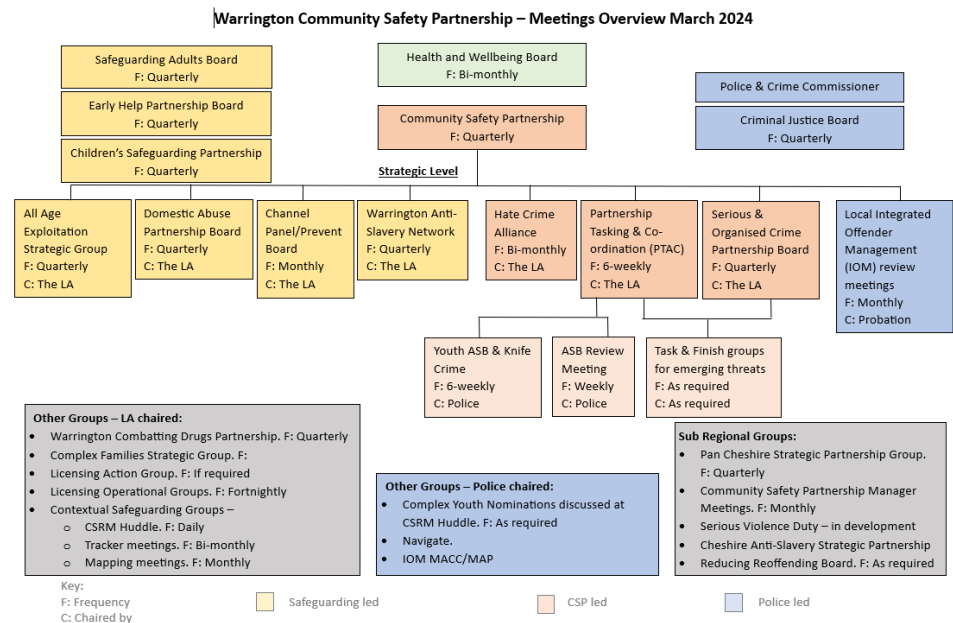 Warrington Community Safety Partnership – Meetings Overview March 2024
Safeguarding Adults Board
F: Quarterly
Early Help Partnership Board
F: Quarterly
Children's Safeguarding Partnership
F: Quarterly
Health and Wellbeing Board
F: Bi-monthly
Community Safety Partnership
F: Quarterly
Police & Crime Commissioner
Criminal Justice Board
F: Quarterly
Strategic Level
All Age
Exploitation
Strategic Group
F: Quarterly
C: The LA
Domestic Abuse
Partnership Board
F: Quarterly
C: The LA
Channel
Panel/Prevent
Board
F: Monthly
C: The LA
Warrington Anti-
Slavery Network
F: Quarterly
C: The LA
Hate Crime
Alliance
F: Bi-monthly
C: The LA
Partnership
Tasking & Co-
ordination (PTAC)
F: 6-weekly
C: The LA
Serious &
Organised Crime
Partnership Board
F: Quarterly
C: The LA
Local Integrated
Offender
Management
(IOM) review
meetings
F: Monthly
C: Probation
Youth ASB & Knife
Crime
F: 6-weekly
C: Police
ASB Review
Meeting
F: Weekly
C: Police
Task & Finish groups
for emerging threats
F: As required
C: As required
Other Groups – LA chaired:
• Warrington Combatting Drugs Partnership. F: Quarterly
• Complex Families Strategic Group. F:
• Licensing Action Group. F: If required
• Licensing Operational Groups. F: Fortnightly
• Contextual Safeguarding Groups –
o CSRM Huddle. F: Daily
o Tracker meetings. F: Bi-monthly
o Mapping meetings. F: Monthly
Other Groups – Police chaired:
• Complex Youth Nominations discussed at
CSRM Huddle. F: As required
• Navigate.
• IOM MACC/MAP
Sub Regional Groups:
• Pan Cheshire Strategic Partnership Group.
F: Quarterly
• Community Safety Partnership Manager
Meetings. F: Monthly
• Serious Violence Duty – in development
• Cheshire Anti-Slavery Strategic Partnership
• Reducing Reoffending Board. F: As required
Key:
F: Frequency
C: Chaired by
Safeguarding led
CSP led
Police led